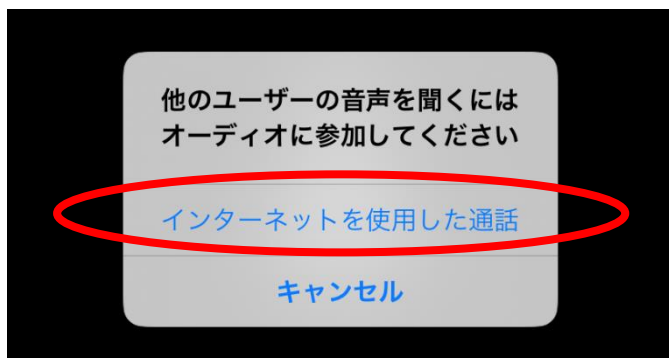 他のユーザーの音声を聞くには
オーディオに参加してください
インターネットを使用した通話
キャンセル